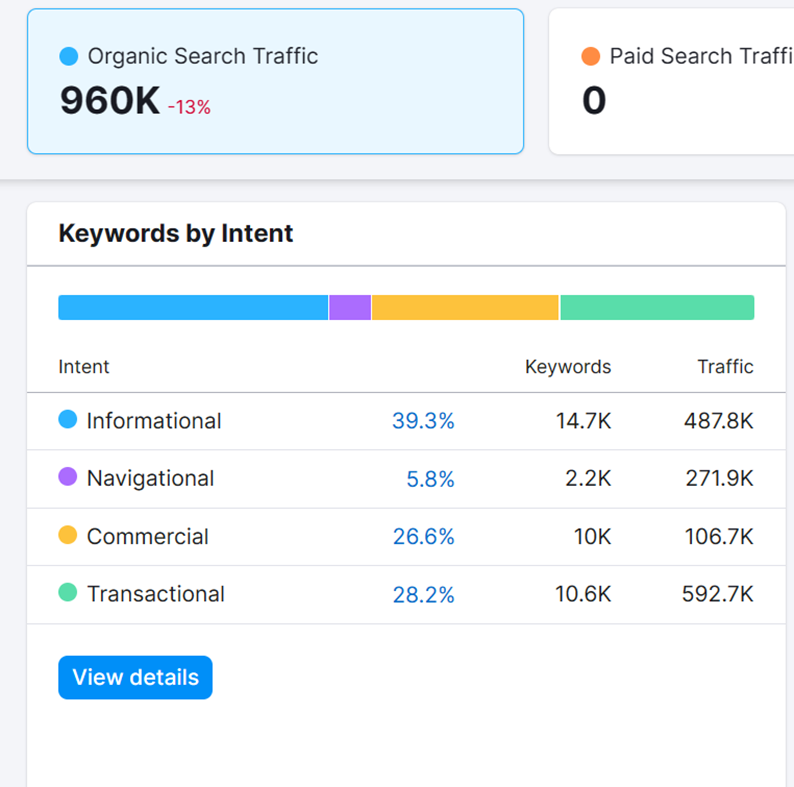 Organic Search Traffic
960K -13%
Paid Search Traffi
0
Keywords by Intent
Intent Keywords Traffic
Informational 39.3% 14.7K 487.8K
Navigational 5.8% 2.2K 271.9K
Commercial 26.6% 10K 106.7K
Transactional 28.2% 10.6K 592.7K
View details